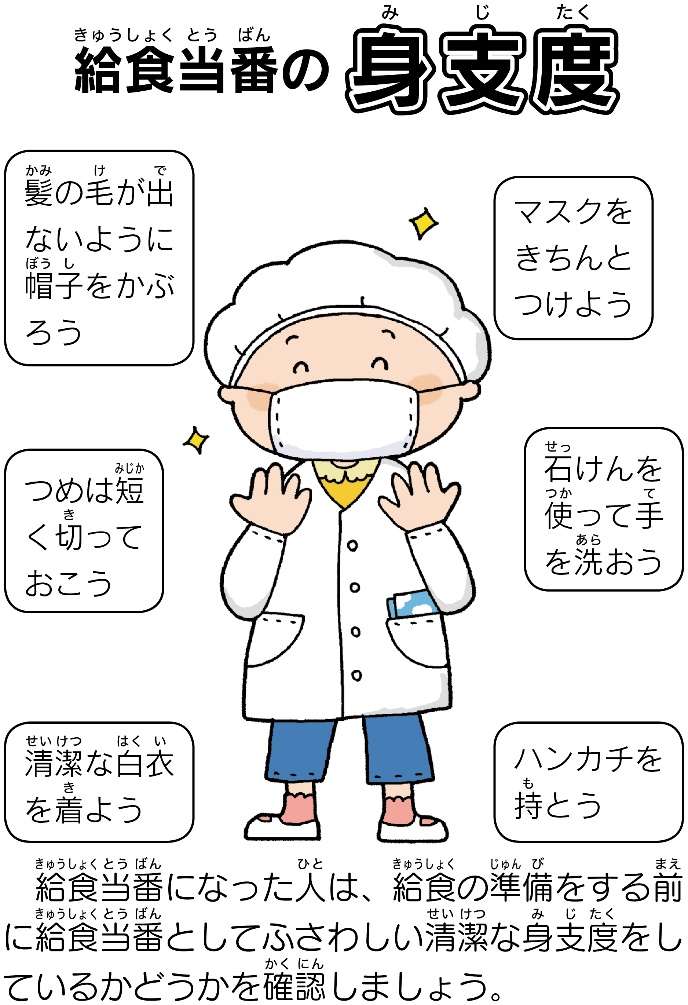 給食当番の身支度
髪の毛が出
ないように
帽子をかぶ
ろう
マスクを
きちんと
つけよう
つめは短
く切って
おこう
石けんを
使って手
を洗おう
清潔な白衣
を着よう
ハンカチを
持とう
給食当番になった人は、給食の準備をする前
に給食当番としてふさわしい清潔な身支度をし
ているかどうかを確認しましょう。